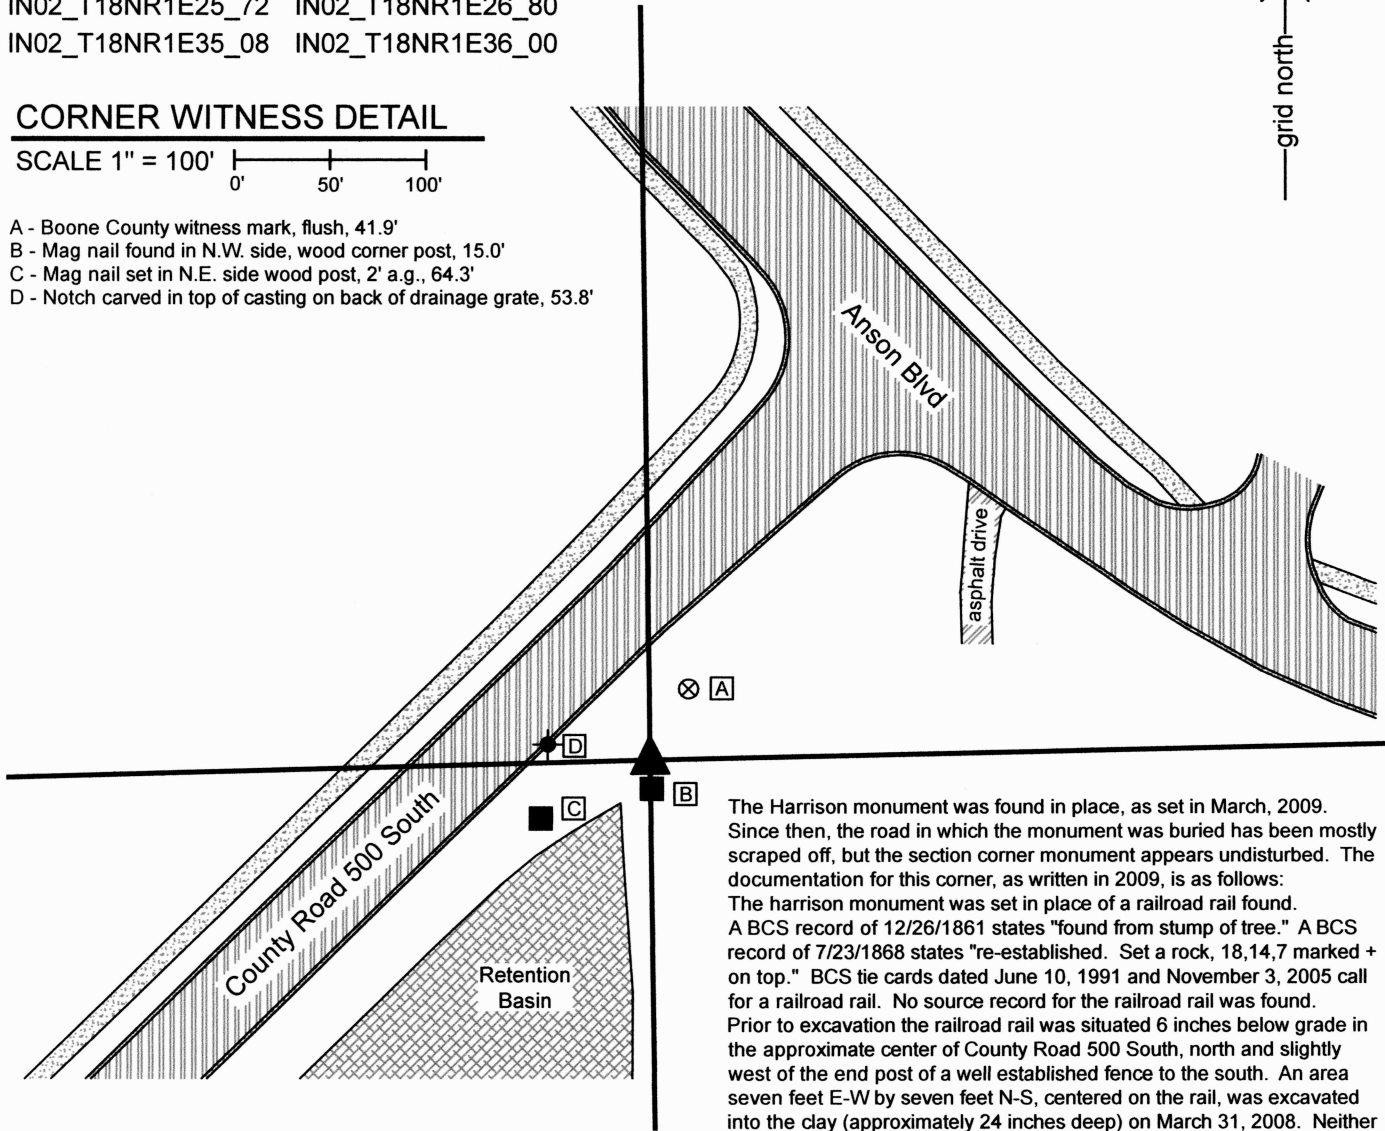 IN02_T18NR1E25_72 IN02_T18NR1E26_80
IN02_T18NR1E35_08 IN02_T18NR1E36_00
grid north
CORNER WITNESS DETAIL
SCALE 1" = 100'
0' 50' 100'
A - Boone County witness mark, flush, 41.9'
B - Mag nail found in N.W. side, wood corner post, 15.0'
C - Mag nail set in N.E. side wood post, 2' a.g., 64.3'
D - Notch carved in top of casting on back of drainage grate, 53.8'
Anson Blvd
asphalt drive
A
D
B
C
County Road 500 South
Retention
Basin
The Harrison monument was found in place, as set in March, 2009.
Since then, the road in which the monument was buried has been mostly
scraped off, but the section corner monument appears undisturbed. The
documentation for this corner, as written in 2009, is as follows:
The harrison monument was set in place of a railroad rail found.
A BCS record of 12/26/1861 states "found from stump of tree." A BCS
record of 7/23/1868 states "re-established. Set a rock, 18,14,7 marked +
on top." BCS tie cards dated June 10, 1991 and November 3, 2005 call
for a railroad rail. No source record for the railroad rail was found.
Prior to excavation the railroad rail was situated 6 inches below grade in
the approximate center of County Road 500 South, north and slightly
west of the end post of a well established fence to the south. An area
seven feet E-W by seven feet N-S, centered on the rail, was excavated
into the clay (approximately 24 inches deep) on March 31, 2008. Neither